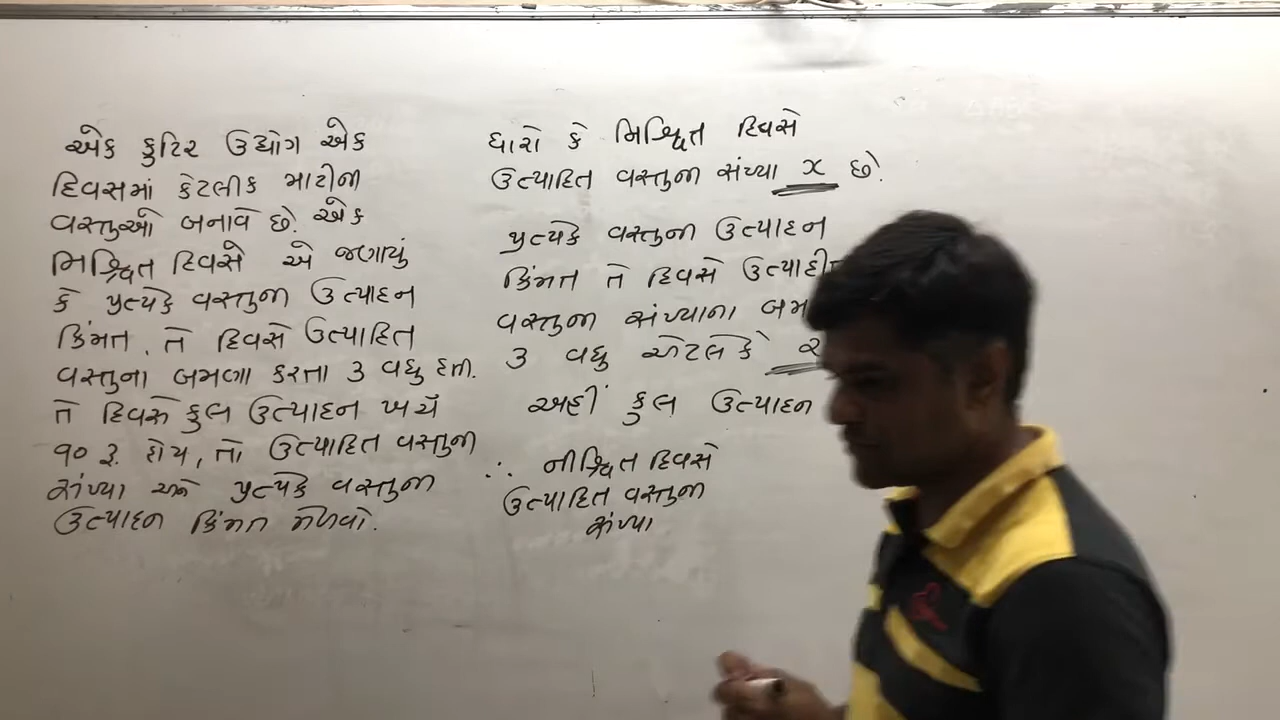 એક કુટિર ઉદ્યોગ એક
દિવસમાં કેટલીક માટીની
વસ્તુઓ બનાવે છે. એક
નિશ્ચિત દિવસે એ જણાયું
કે પ્રત્યેક વસ્તુની ઉત્પાદન
કિંમત, તે દિવસે ઉત્પાદિત
વસ્તુના બમણા કરતા 3 વધુ હતી.
તે દિવસે કુલ ઉત્પાદન ખર્ચ
૧૦ રૂ. હોય, તો ઉત્પાદિત વસ્તુની
સંખ્યા અને પ્રત્યેક વસ્તુની
ઉત્પાદન કિંમત મેળવો.
ધારો કે નિશ્ચિત દિવસે
ઉત્પાદિત વસ્તુની સંખ્યા x છે.
પ્રત્યેક વસ્તુની ઉત્પાદન
કિંમત તે દિવસે
વસ્તુની સંખ્યાના
3 વધુ એટલે કે ૨
અહીં કુલ ઉત્પાદન
∴ નીશ્ચિત દિવસે
ઉત્પાદિત વસ્તુની
સંખ્યા